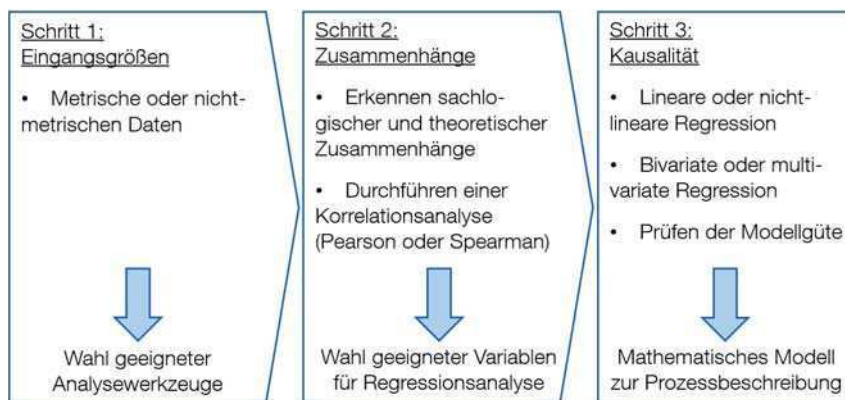 Schritt 1:
Eingangsgrößen
• Metrische oder nicht-
metrischen Daten
Wahl geeigneter
Analysewerkzeuge
Schritt 2:
Zusammenhänge
• Erkennen sachlo-
gischer und theoretischer
Zusammenhänge
• Durchführen einer
Korrelationsanalyse
(Pearson oder Spearman)
Wahl geeigneter Variablen
für Regressionsanalyse
Schritt 3:
Kausalität
• Lineare oder nicht-
lineare Regression
• Bivariate oder multi-
variate Regression
• Prüfen der Modellgüte
Mathematisches Modell
zur Prozessbeschreibung